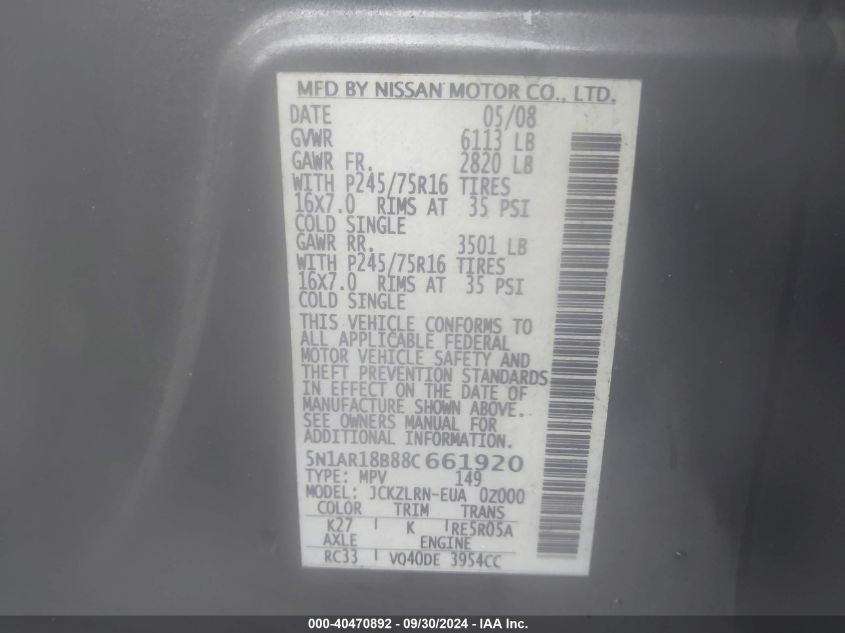 MFD BY NISSAN MOTOR CO., LTD.
DATE 05/08
GVWR 6113 LB
GAWR FR. 2820 LB
WITH P245/75R16 TIRES
16X7.0 RIMS AT 35 PSI
COLD SINGLE
GAWR RR. 3501 LB
WITH P245/75R16 TIRES
16X7.0 RIMS AT 35 PSI
COLD SINGLE
THIS VEHICLE CONFORMS TO
ALL APPLICABLE FEDERAL
MOTOR VEHICLE SAFETY AND
THEFT PREVENTION STANDARDS
IN EFFECT ON THE DATE OF
MANUFACTURE SHOWN ABOVE.
SEE OWNERS MANUAL FOR
ADDITIONAL INFORMATION.
5N1AR18B88C661920
TYPE: MPV 149
MODEL: JCKZLRN-EUA 0Z000
COLOR TRIM TRANS
K27 K RE5R05A
AXLE ENGINE
RC33 VQ40DE 3954CC
000-40470892 - 09/30/2024 - IAA Inc.